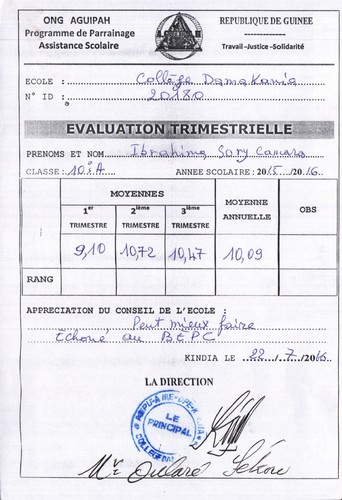 ONG AGUIPAH
Programme de Parrainage
Assistance Scolaire
REPUBLIQUE DE GUINEE
Travail -Justice -Solidarité
ECOLE : Collège Damakania
N° ID : 20180
EVALUATION TRIMESTRIELLE
PRENOMS ET NOM Ibrahima Sory Camara
CLASSE : 10è A ANNEE SCOLAIRE : 2015 /2016
MOYENNES
1er TRIMESTRE
2ième TRIMESTRE
3ième TRIMESTRE
MOYENNE ANNUELLE
OBS
9,10 10,72 10,47 10,09
RANG
APPRECIATION DU CONSEIL DE L'ECOLE :
Peut mieux faire
Echoué au BEPC
KINDIA LE 22 / 7 /2016
LA DIRECTION
LE PRINCIPAL
Mr Oularé Sékou